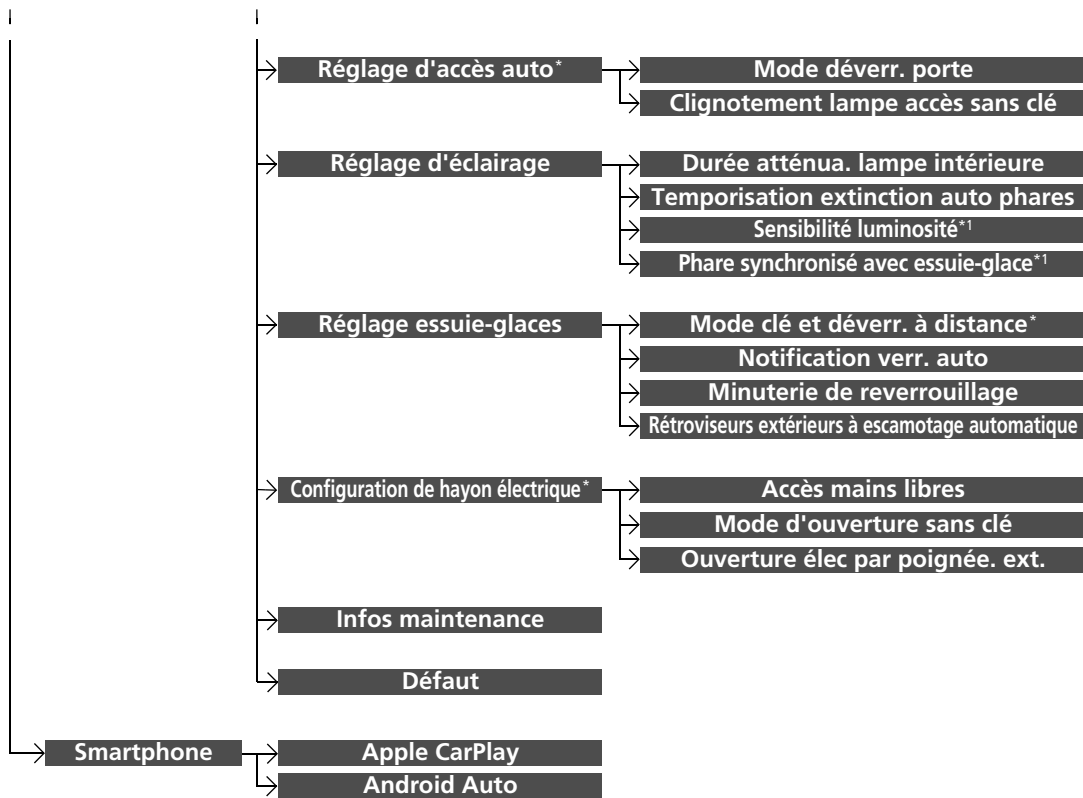 Réglage d'accès auto*
Mode déverr. porte
Clignotement lampe accès sans clé
Réglage d'éclairage
Durée atténua. lampe intérieure
Temporisation extinction auto phares
Sensibilité luminosité*1
Phare synchronisé avec essuie-glace*1
Réglage essuie-glaces
Mode clé et déverr. à distance*
Notification verr. auto
Minuterie de reverrouillage
Rétroviseurs extérieurs à escamotage automatique
Configuration de hayon électrique*
Accès mains libres
Mode d'ouverture sans clé
Ouverture élec par poignée. ext.
Infos maintenance
Défaut
Smartphone
Apple CarPlay
Android Auto